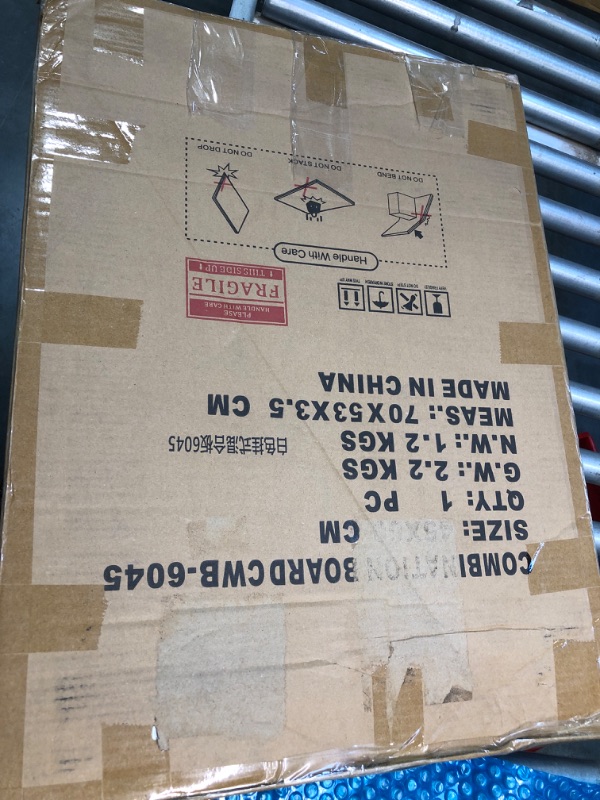 COMBINATION BOARDCWB-6045
SIZE: 45X CM
QTY: 1 PC
G.W.: 2.2 KGS
N.W.: 1.2 KGS
白色挂式混合板6045
MEAS.: 70X53X3.5 CM
MADE IN CHINA
PLEASE
HANDLE WITH CARE
FRAGILE
! THIS SIDE UP !
Handle With Care
DO NOT BEND
DO NOT STACK
DO NOT DROP